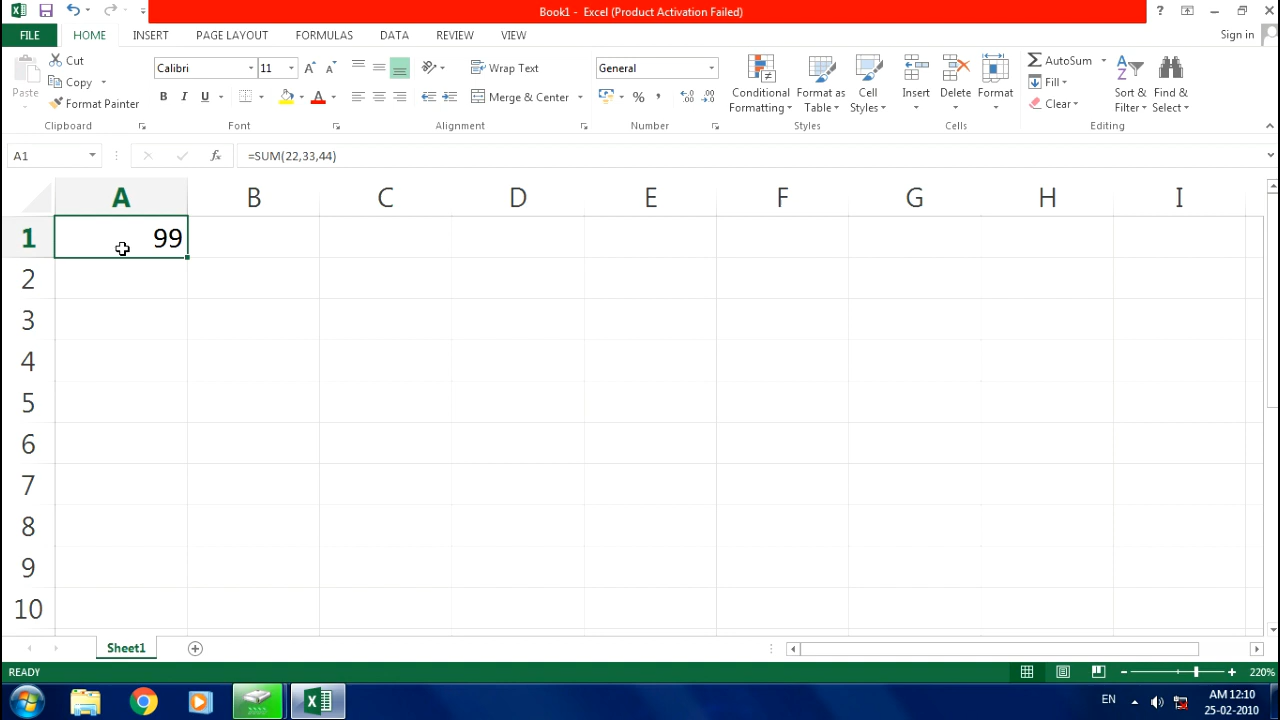 Book1 - Excel (Product Activation Failed)
?
FILE HOME INSERT PAGE LAYOUT FORMULAS DATA REVIEW VIEW Sign in
Paste
Cut
Copy
Format Painter
Clipboard
Calibri 11
B I U
Font
Wrap Text
Merge & Center
Alignment
General
% ,
Number
Conditional Formatting
Format as Table
Cell Styles
Styles
Insert Delete Format
Cells
AutoSum
Fill
Clear
Sort & Filter
Find & Select
Editing
A1 fx =SUM(22,33,44)
A B C D E F G H I
1 99
2
3
4
5
6
7
8
9
10
Sheet1
READY 220%
EN AM 12:10
25-02-2010